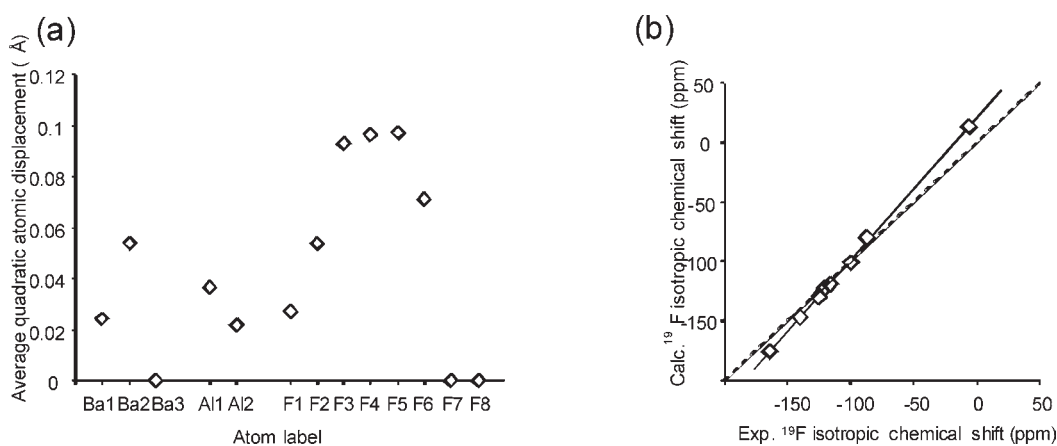 (a)
Average quadratic atomic displacement ( Å)
0.12
0.1
0.08
0.06
0.04
0.02
0
Ba1 Ba2 Ba3 Al1 Al2 F1 F2 F3 F4 F5 F6 F7 F8
Atom label
(b)
Calc.¹⁹ F isotropic chemical shift (ppm)
50
0
-50
-100
-150
-150 -100 -50 0 50
Exp. ¹⁹F isotropic chemical shift (ppm)